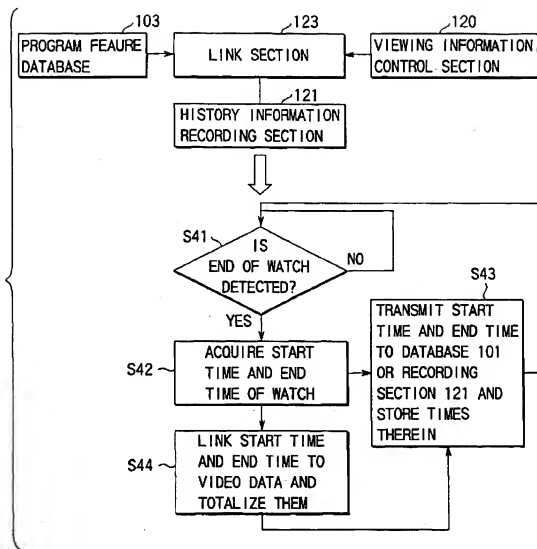 103
PROGRAM FEAURE
DATABASE
123
LINK SECTION
120
VIEWING INFORMATION
CONTROL SECTION
121
HISTORY INFORMATION
RECORDING SECTION
S41
IS
END OF WATCH
DETECTED?
NO
YES
S42
ACQUIRE START
TIME AND END
TIME OF WATCH
S43
TRANSMIT START
TIME AND END TIME
TO DATABASE 101
OR RECORDING
SECTION 121 AND
STORE TIMES
THEREIN
S44
LINK START TIME
AND END TIME TO
VIDEO DATA AND
TOTALIZE THEM